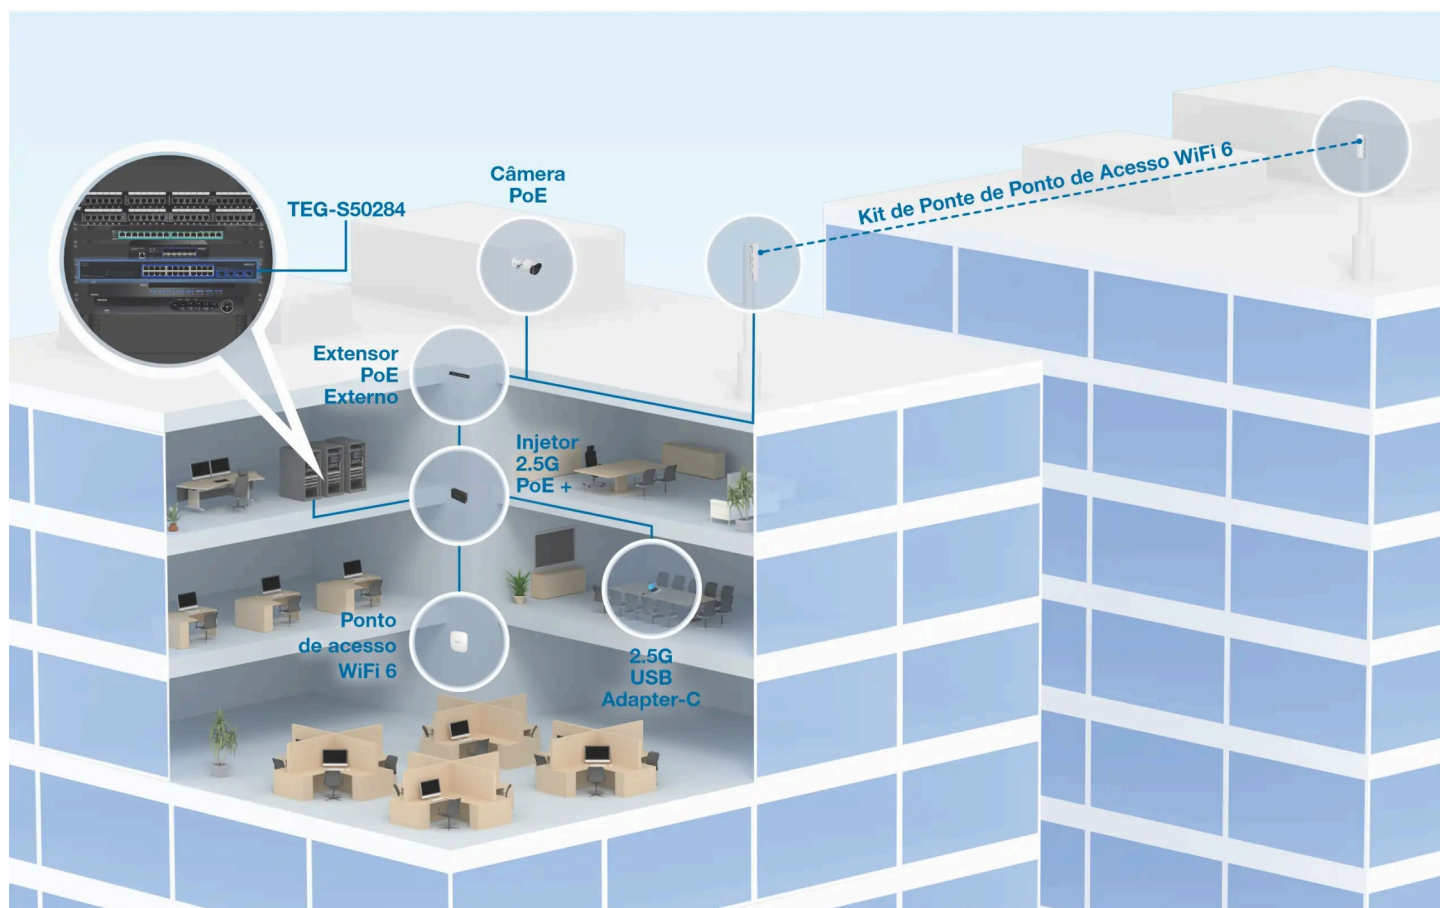 Câmera
PoE
TEG-S50284
Kit de Ponte de Ponto de Acesso WiFi 6
Extensor
PoE
Externo
Injetor
2.5G
PoE +
Ponto
de acesso
WiFi 6
2.5G
USB
Adapter-C